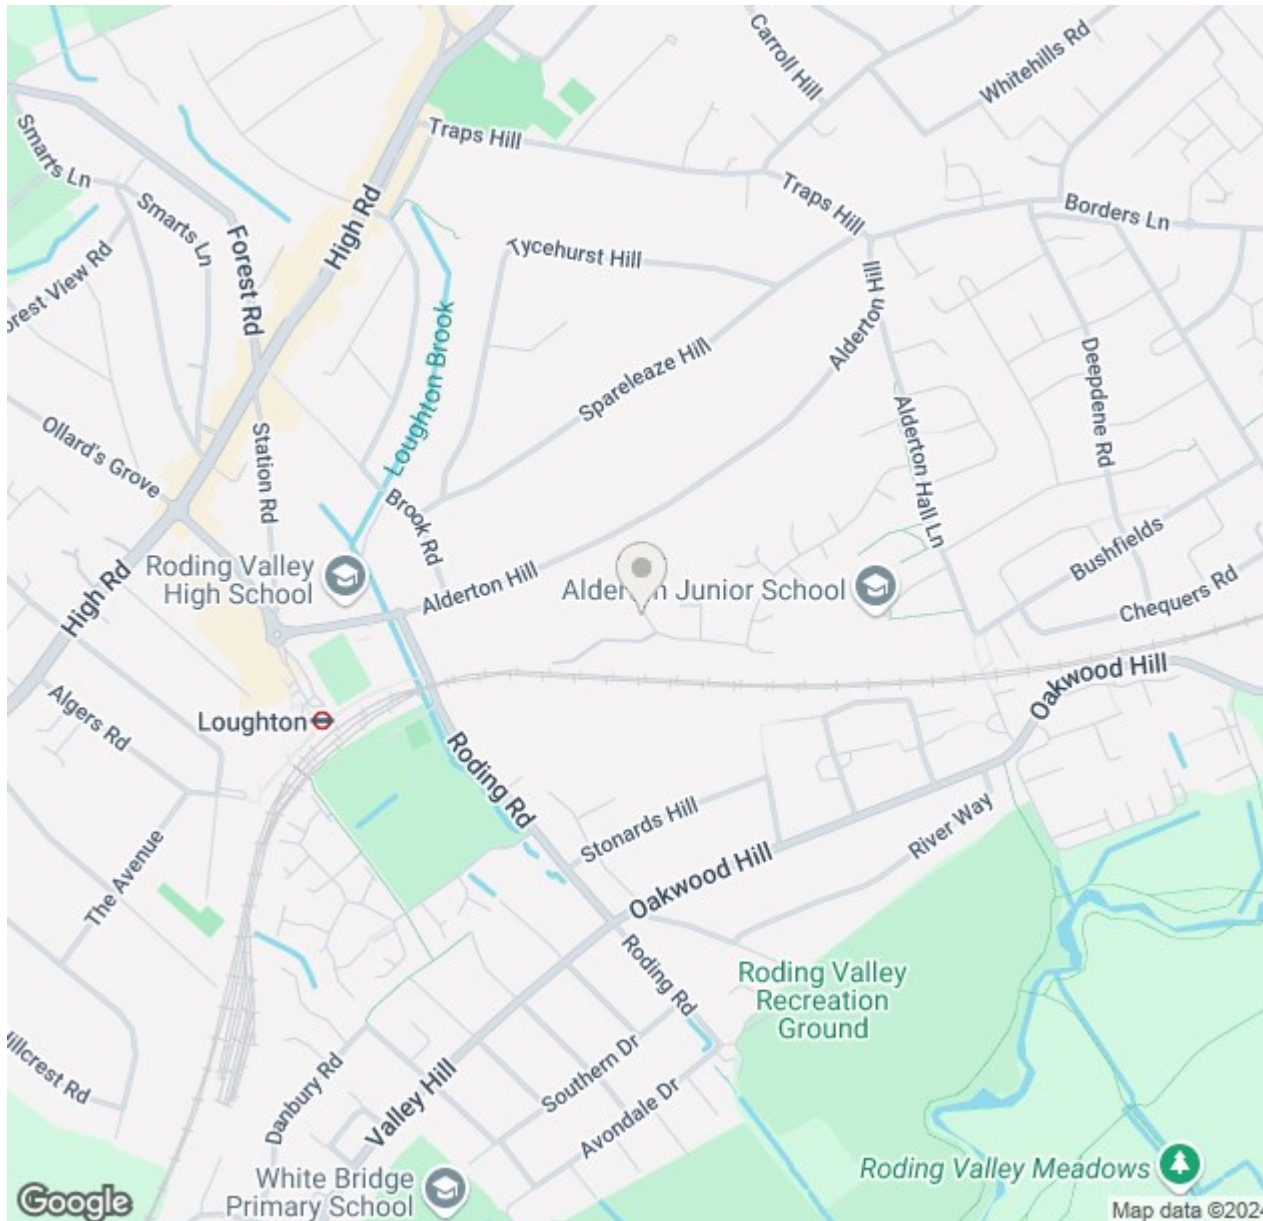 Carroll Hill
Whitehills Rd
Traps Hill
Smarts Ln
High Rd
Traps Hill
Borders Ln
Smarts Ln
Forest Rd
Tycehurst Hill
orest View Rd
Alderton Hill
Loughton Brook
Spareleaze Hill
Deepdene Rd
Ollard's Grove
Station Rd
Alderton Hall Ln
Brook Rd
Bushfields
Roding Valley
High School
Alderton Hill
Alderton Junior School
High Rd
Chequers Rd
Oakwood Hill
Algers Rd
Loughton
Roding Rd
Stonards Hill
River Way
The Avenue
Oakwood Hill
Roding Rd
Roding Valley
Recreation
Ground
illcrest Rd
Danbury Rd
Valley Hill
Southern Dr
Avondale Dr
White Bridge
Primary School
Roding Valley Meadows
Google
Map data ©2024